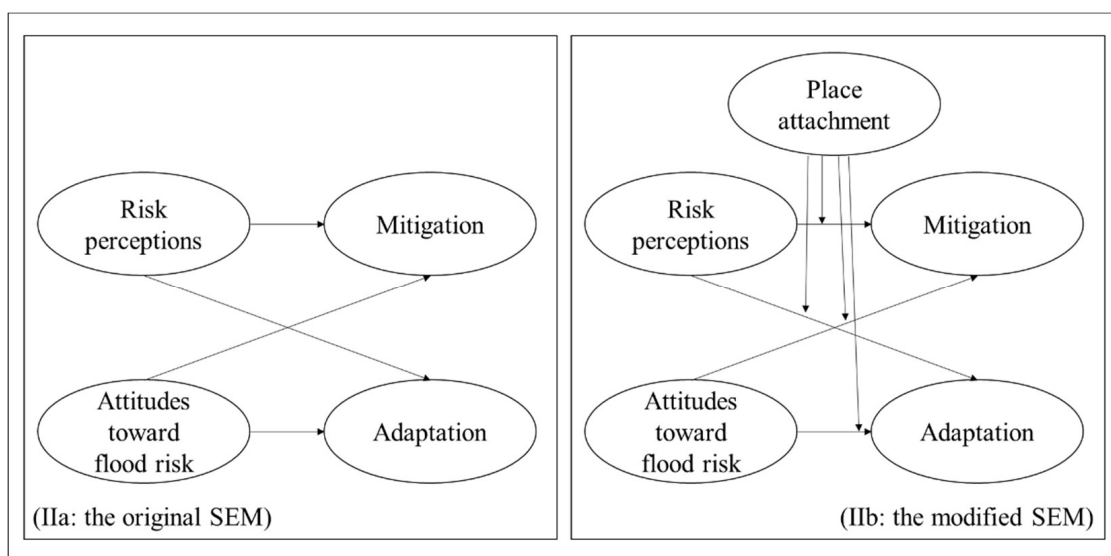 Risk
perceptions
Mitigation
Attitudes
toward
flood risk
Adaptation
(IIa: the original SEM)
Place
attachment
Risk
perceptions
Mitigation
Attitudes
toward
flood risk
Adaptation
(IIb: the modified SEM)